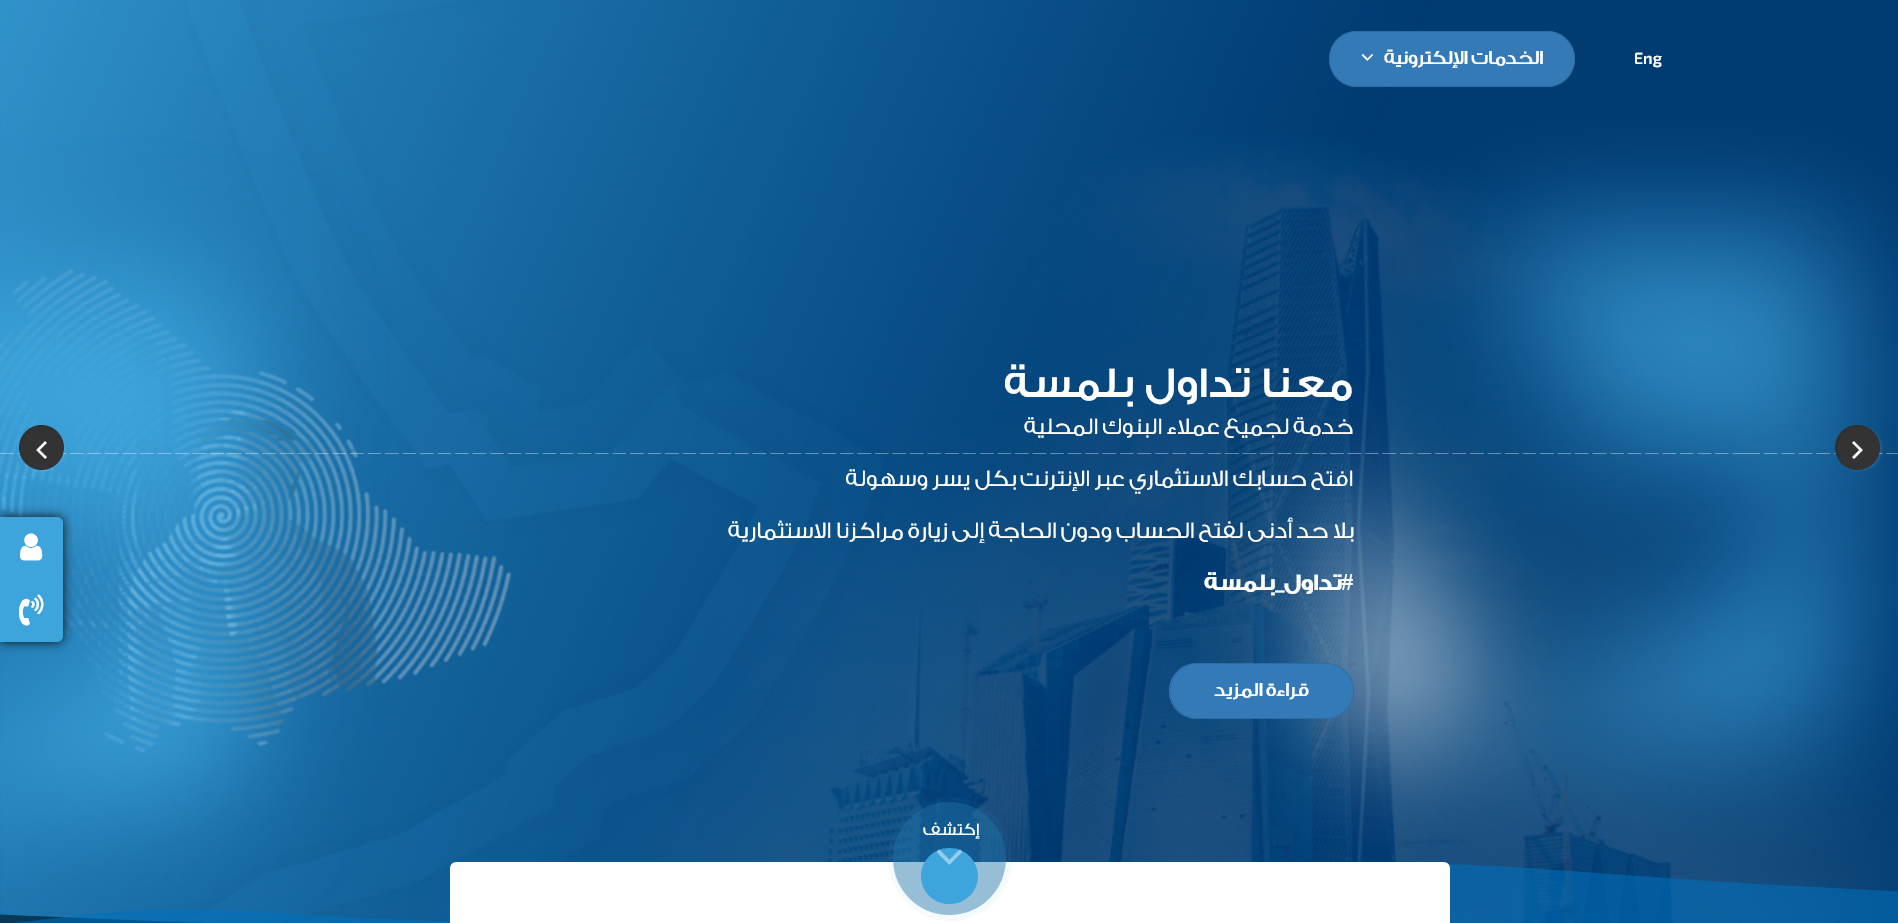 الخدمات الإلكترونية
Eng
معنا تداول بلمسة
خدمة لجميع عملاء البنوك المحلية
افتح حسابك الاستثماري عبر الإنترنت بكل يسر وسهولة
بلا حد أدنى لفتح الحساب ودون الحاجة إلى زيارة مراكزنا الاستثمارية
#تداول_بلمسة
قراءة المزيد
إكتشف